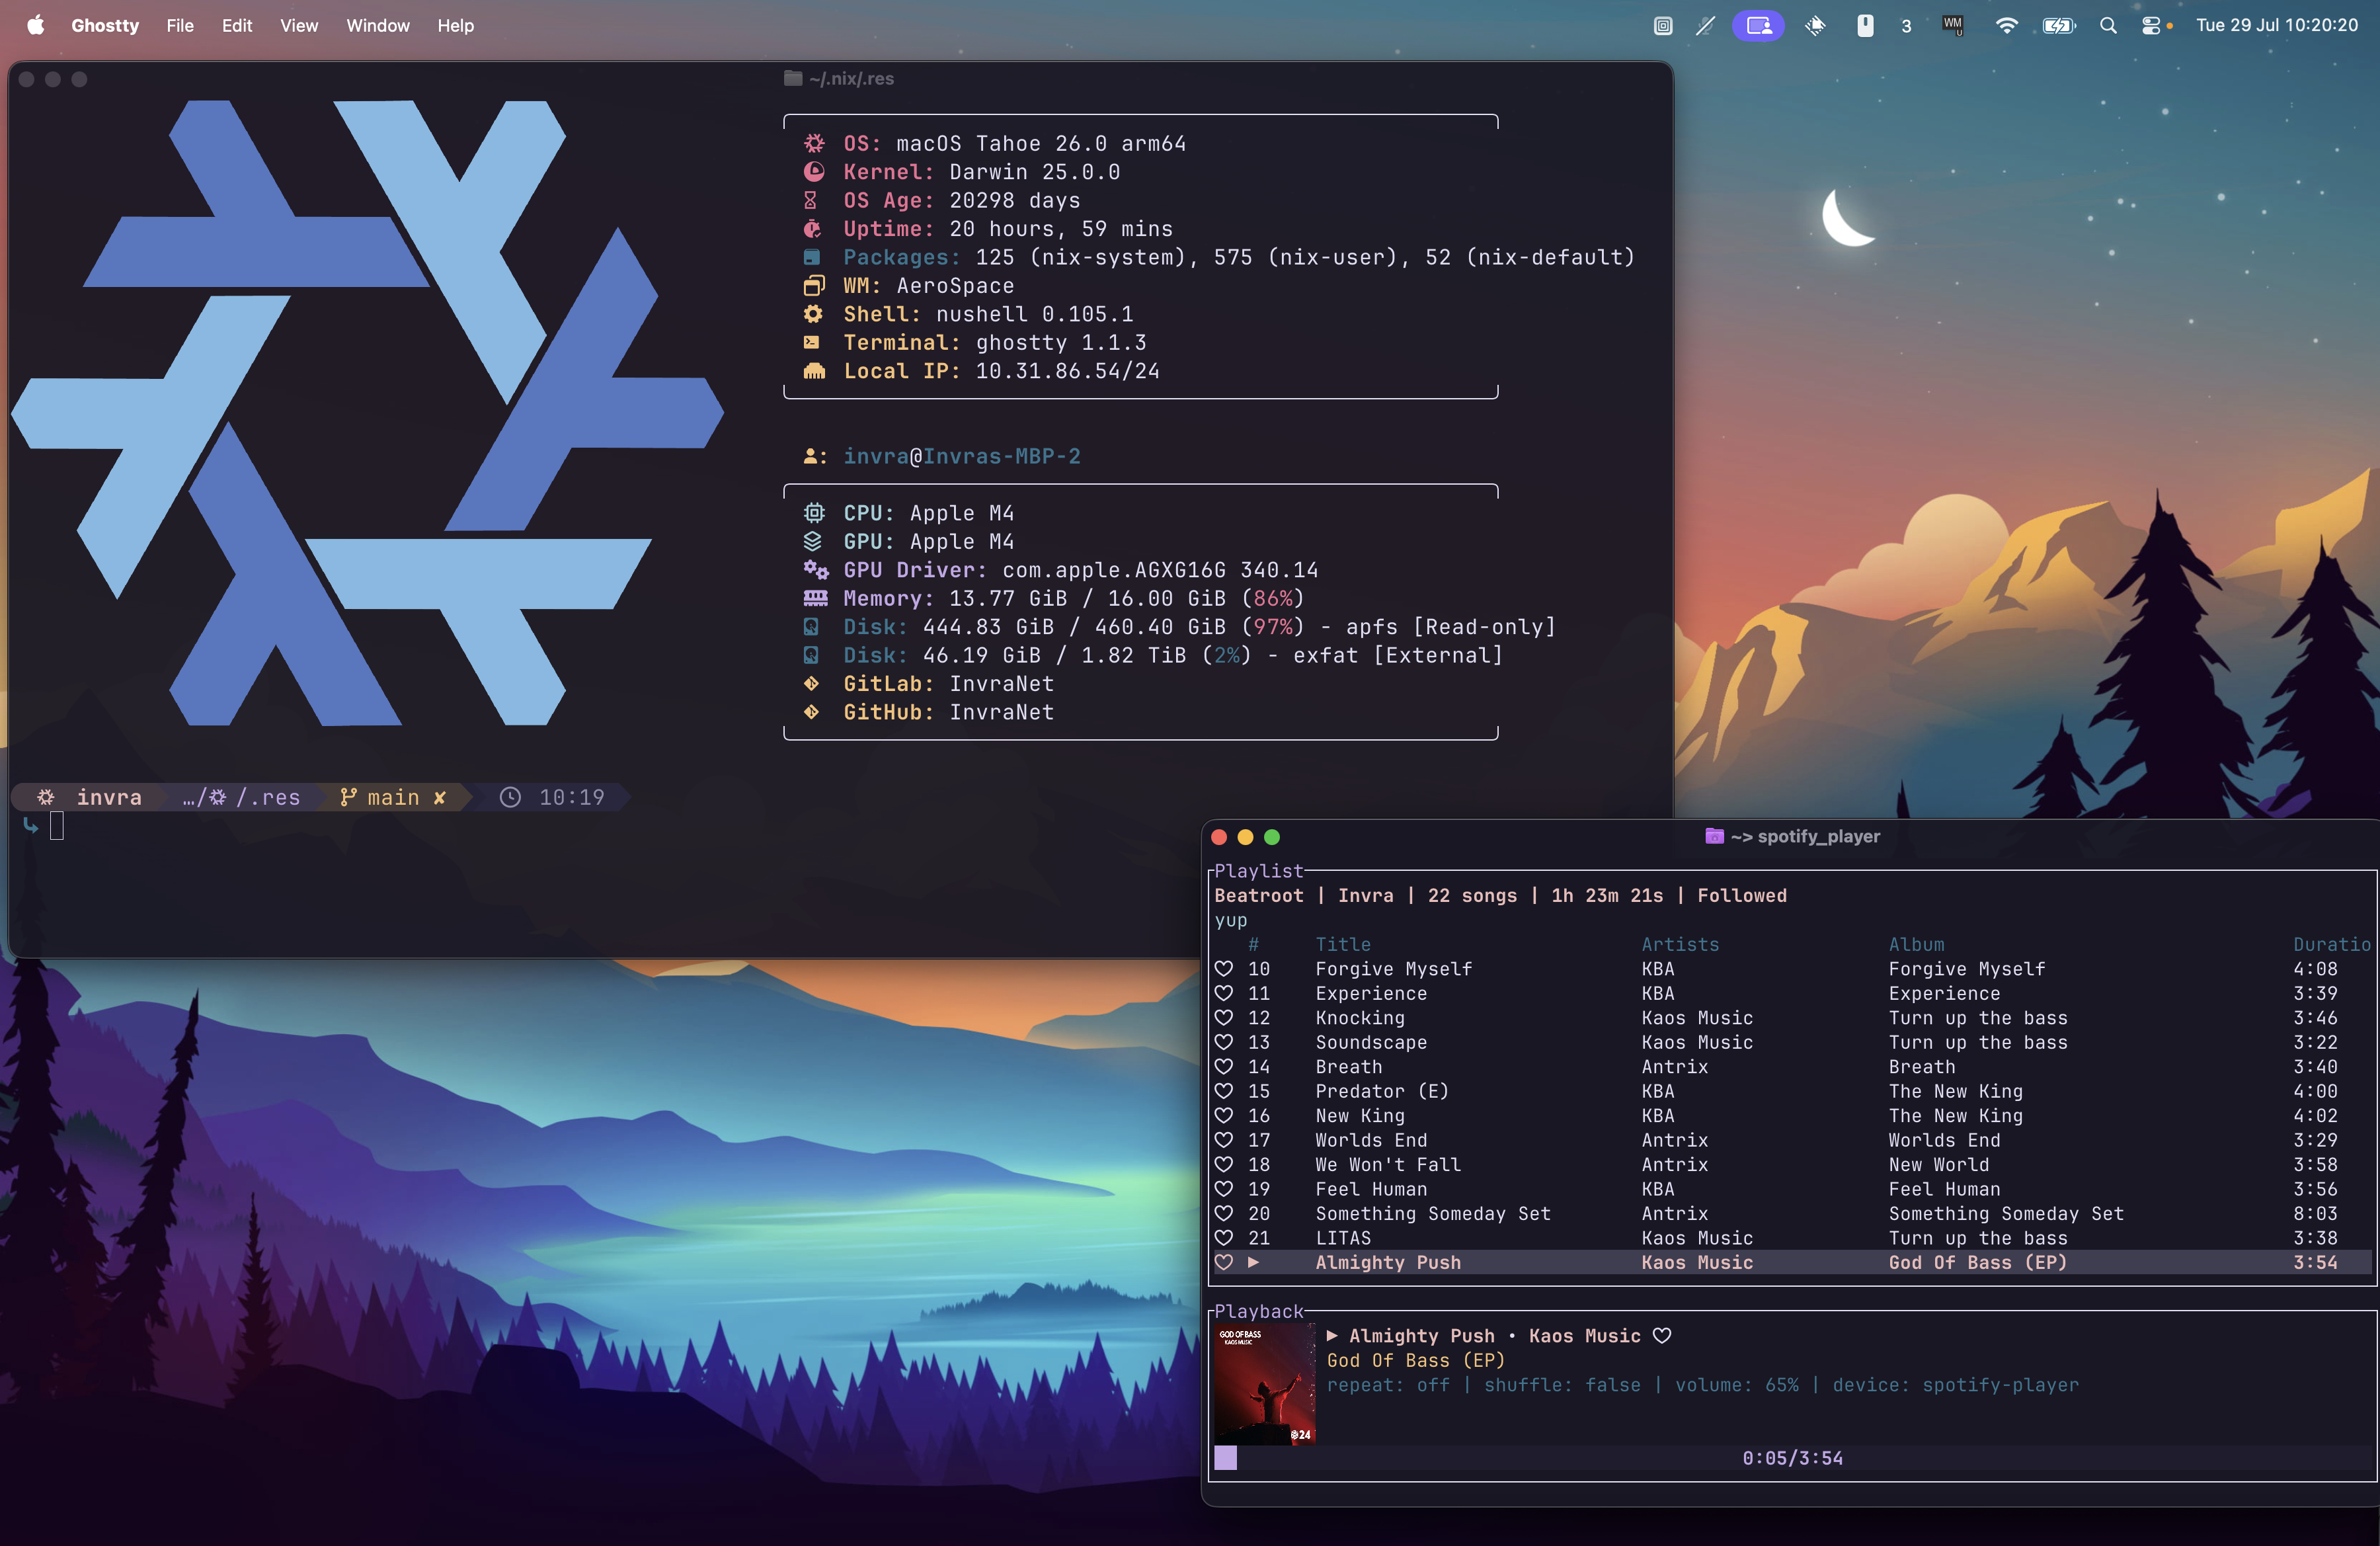 Ghostty File Edit View Window Help 3 WM U Tue 29 Jul 10:20:20
~/.nix/.res
OS: macOS Tahoe 26.0 arm64
Kernel: Darwin 25.0.0
OS Age: 20298 days
Uptime: 20 hours, 59 mins
Packages: 125 (nix-system), 575 (nix-user), 52 (nix-default)
WM: AeroSpace
Shell: nushell 0.105.1
Terminal: ghostty 1.1.3
Local IP: 10.31.86.54/24
: invra@Invras-MBP-2
CPU: Apple M4
GPU: Apple M4
GPU Driver: com.apple.AGXG16G 340.14
Memory: 13.77 GiB / 16.00 GiB (86%)
Disk: 444.83 GiB / 460.40 GiB (97%) - apfs [Read-only]
Disk: 46.19 GiB / 1.82 TiB (2%) - exfat [External]
GitLab: InvraNet
GitHub: InvraNet
invra …/ /.res main ✘ 10:19
~> spotify_player
Playlist
Beatroot | Invra | 22 songs | 1h 23m 21s | Followed
yup
# Title Artists Album Duratio
♡ 10 Forgive Myself KBA Forgive Myself 4:08
♡ 11 Experience KBA Experience 3:39
♡ 12 Knocking Kaos Music Turn up the bass 3:46
♡ 13 Soundscape Kaos Music Turn up the bass 3:22
♡ 14 Breath Antrix Breath 3:40
♡ 15 Predator (E) KBA The New King 4:00
♡ 16 New King KBA The New King 4:02
♡ 17 Worlds End Antrix Worlds End 3:29
♡ 18 We Won't Fall Antrix New World 3:58
♡ 19 Feel Human KBA Feel Human 3:56
♡ 20 Something Someday Set Antrix Something Someday Set 8:03
♡ 21 LITAS Kaos Music Turn up the bass 3:38
♡ ▶ Almighty Push Kaos Music God Of Bass (EP) 3:54
Playback
GOD OF BASS
KAOS MUSIC
24
▶ Almighty Push • Kaos Music ♡
God Of Bass (EP)
repeat: off | shuffle: false | volume: 65% | device: spotify-player
0:05/3:54